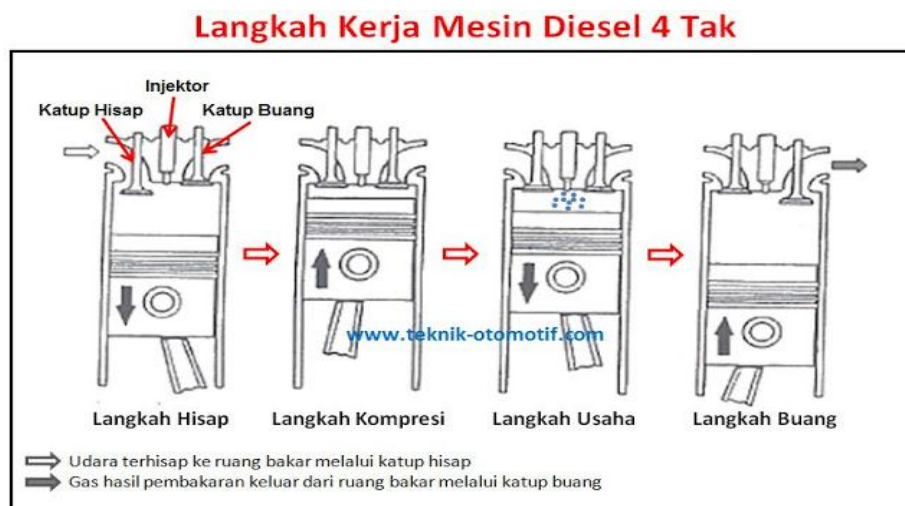 Langkah Kerja Mesin Diesel 4 Tak
Injektor
Katup Hisap
Katup Buang
www.teknik-otomotif.com
Langkah Hisap
Langkah Kompresi
Langkah Usaha
Langkah Buang
Udara terhisap ke ruang bakar melalui katup hisap
Gas hasil pembakaran keluar dari ruang bakar melalui katup buang